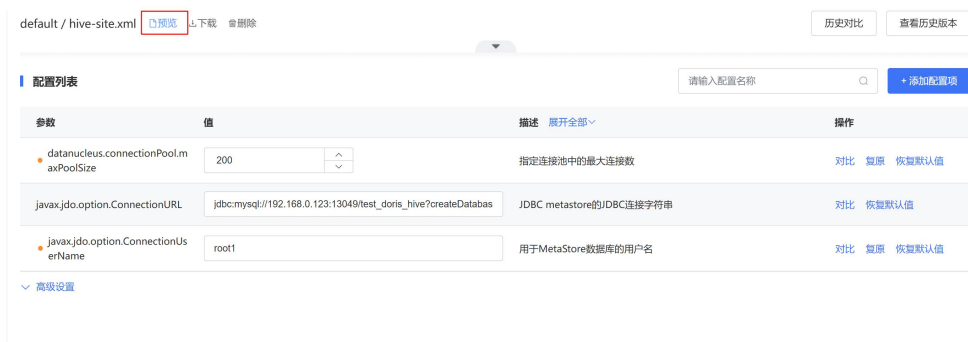 default / hive-site.xml 预览 下载 删除 历史对比 查看历史版本
配置列表 请输入配置名称 + 添加配置项
参数 值 描述 展开全部 操作
datanucleus.connectionPool.m
axPoolSize
200 指定连接池中的最大连接数 对比 复原 恢复默认值
javax.jdo.option.ConnectionURL jdbc:mysql://192.168.0.123:13049/test_doris_hive?createDatabas JDBC metastore的JDBC连接字符串 对比 恢复默认值
javax.jdo.option.ConnectionUs
erName
root1 用于MetaStore数据库的用户名 对比 复原 恢复默认值
高级设置